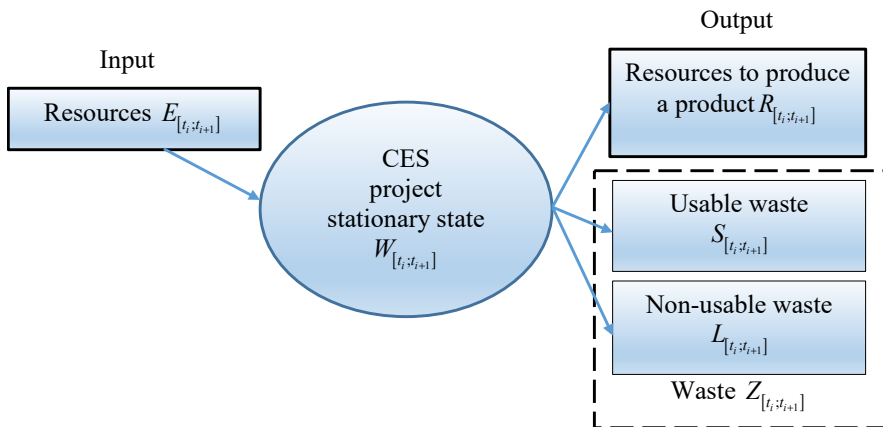 Input
Resources E[ti;ti+1]
CES
project
stationary state
W[ti;ti+1]
Output
Resources to produce
a product R[ti;ti+1]
Usable waste
S[ti;ti+1]
Non-usable waste
L[ti;ti+1]
Waste Z[ti;ti+1]